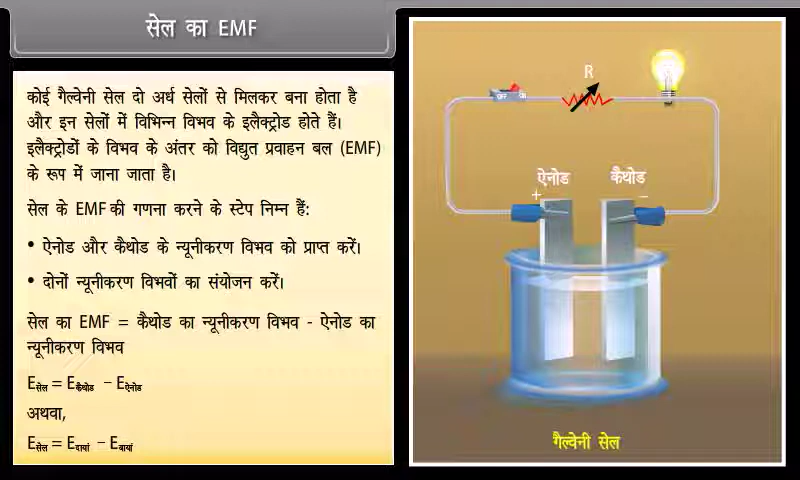 सेल का EMF
कोई गैल्वेनी सेल दो अर्ध सेलों से मिलकर बना होता है
और इन सेलों में विभिन्न विभव के इलैक्ट्रोड होते हैं।
इलैक्ट्रोडों के विभव के अंतर को विद्युत प्रवाहन बल (EMF)
के रूप में जाना जाता है।
सेल के EMF की गणना करने के स्टेप निम्न हैं:
• ऐनोड और कैथोड के न्यूनीकरण विभव को प्राप्त करें।
• दोनों न्यूनीकरण विभवों का संयोजन करें।
सेल का EMF = कैथोड का न्यूनीकरण विभव - ऐनोड का
न्यूनीकरण विभव
Eसेल = Eकैथोड – Eऐनोड
अथवा,
Eसेल = Eदायां – Eबायां
R
OFF ON
ऐनोड कैथोड
+ –
गैल्वेनी सेल